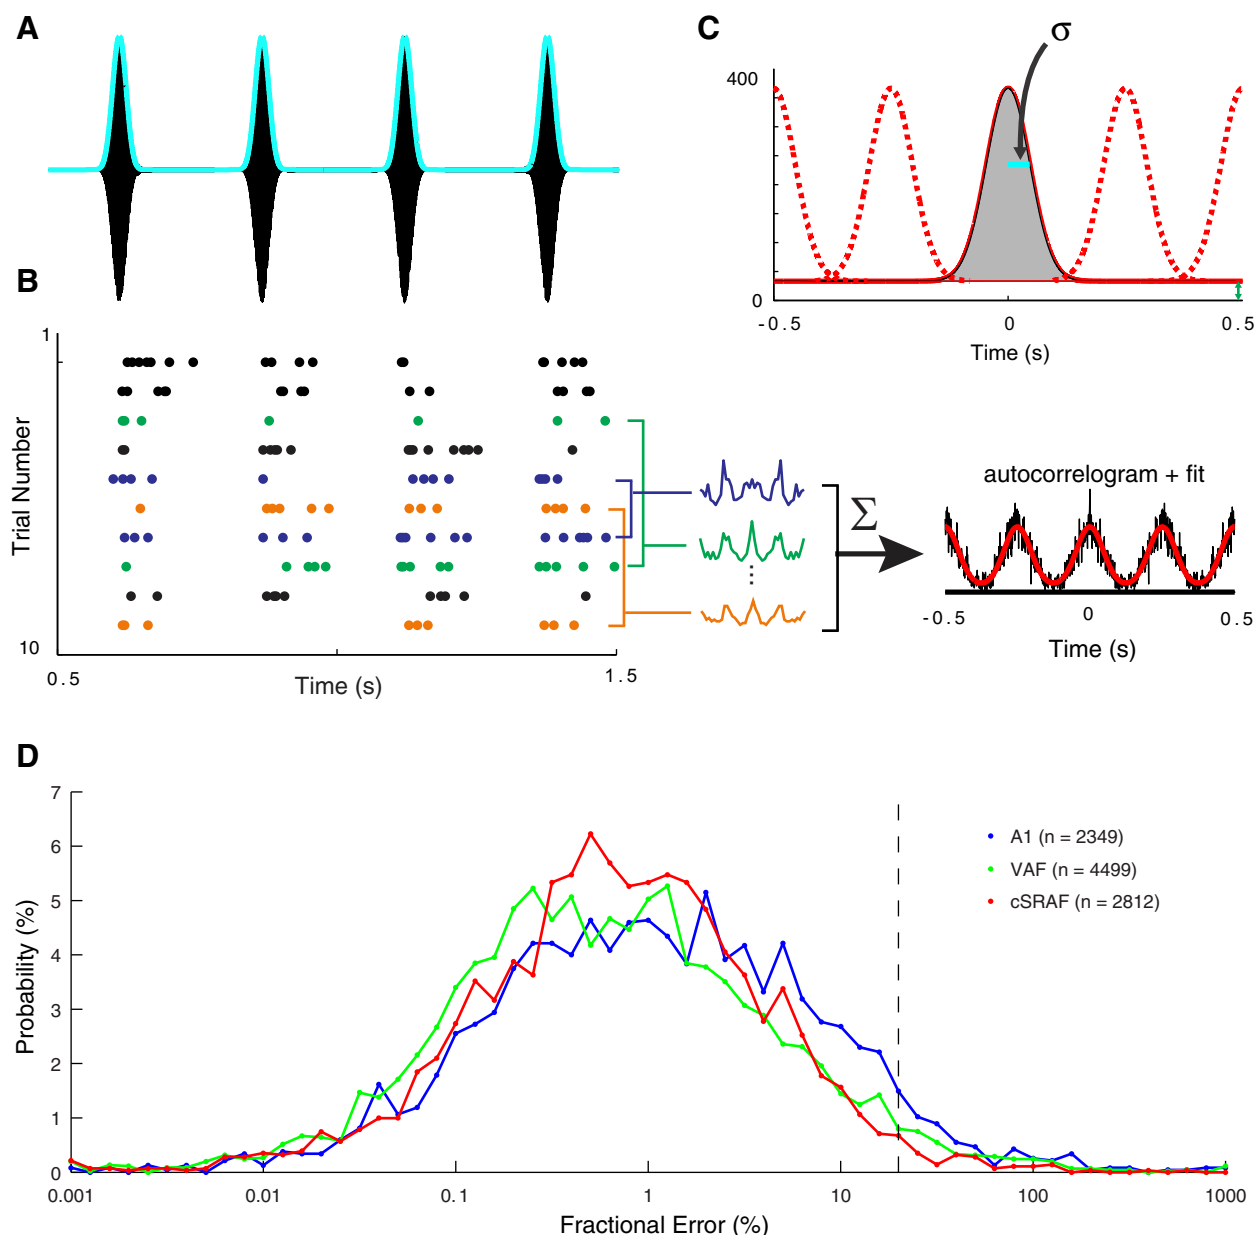 A
C
σ
400
0
-0.5
0
0.5
Time (s)
B
1
Trial Number
10
0.5
1.5
Time (s)
Σ
autocorrelogram + fit
-0.5
0
0.5
Time (s)
D
7
6
5
4
3
2
1
0
Probability (%)
A1 (n = 2349)
VAF (n = 4499)
cSRAF (n = 2812)
0.001
0.01
0.1
1
10
100
1000
Fractional Error (%)